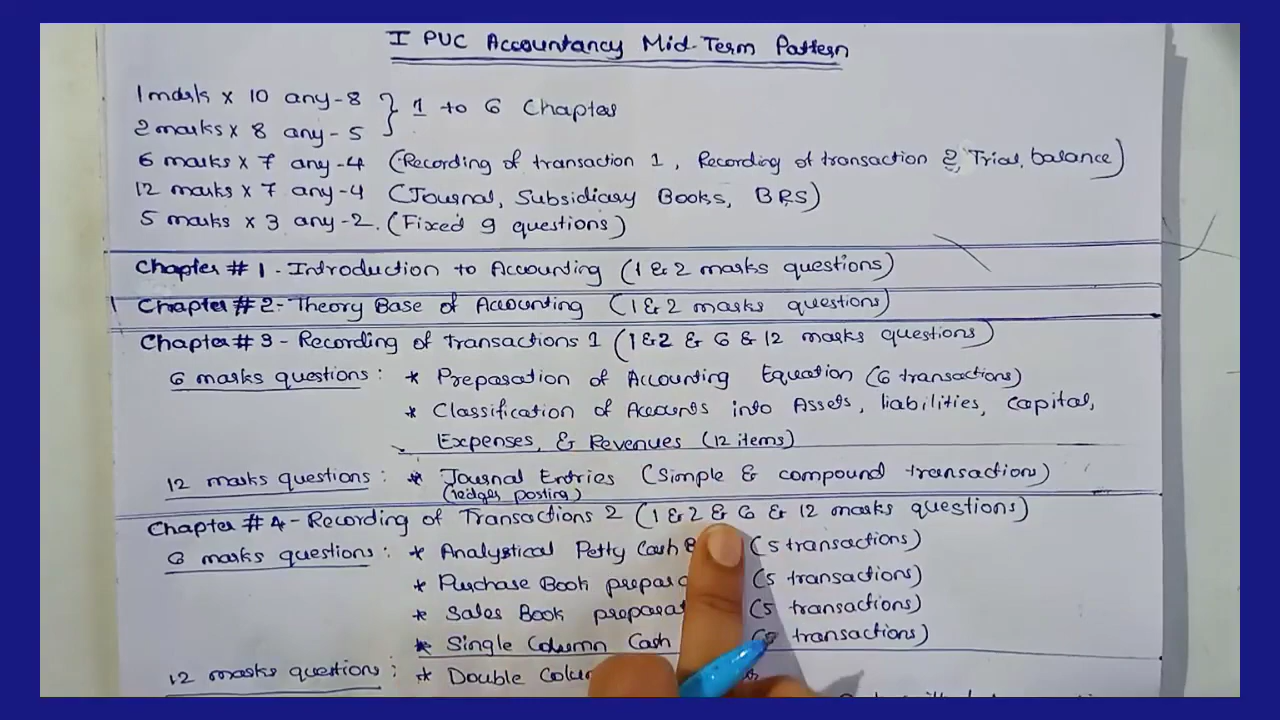 I PUC Accountancy Mid-Term Pattern
1 mark x 10 any-8 } 1 to 6 Chapter
2 marks x 8 any-5
6 marks x 7 any-4 (Recording of transaction 1, Recording of transaction 2, Trial balance)
12 marks x 7 any-4 (Journal, Subsidiary Books, BRS)
5 marks x 3 any-2. (Fixed 9 questions)
Chapter # 1 - Introduction to Accounting (1 & 2 marks questions)
Chapter # 2 - Theory Base of Accounting (1 & 2 marks questions)
Chapter # 3 - Recording of transactions 1 (1 & 2 & 6 & 12 marks questions)
6 marks questions : * Preparation of Accounting Equation (6 transactions)
* Classification of Accounts into Assets, liabilities, capital,
Expenses, & Revenues (12 items)
12 marks questions : * Journal Entries (Simple & compound transaction)
(ledger posting)
Chapter # 4 - Recording of Transactions 2 (1 & 2 & 6 & 12 marks questions)
6 marks questions : * Analystical Petty Cash (5 transactions)
* Purchase Book (5 transactions)
* Sales Book (5 transactions)
* Single Column Cash transactions)
12 marks question : * Double